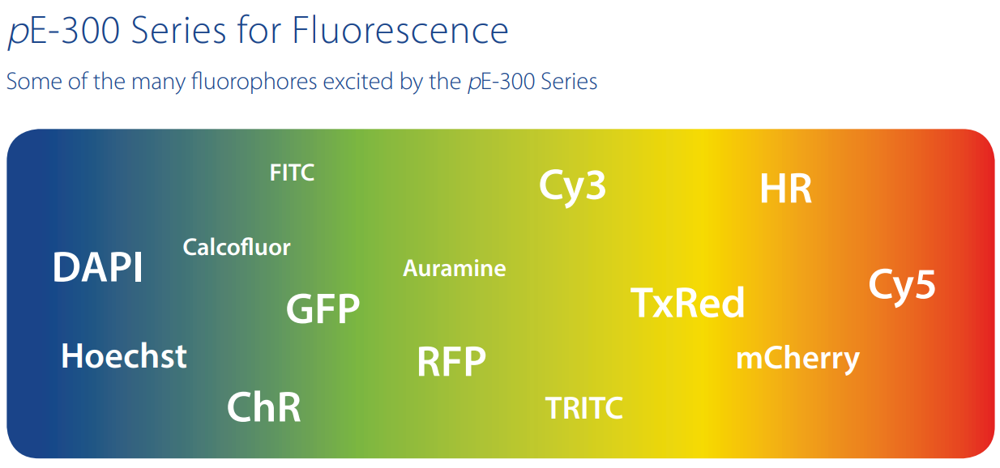 pE-300 Series for Fluorescence
Some of the many fluorophores excited by the pE-300 Series
FITC
Cy3
HR
Calcofluor
DAPI
Auramine
Cy5
GFP
TxRed
Hoechst
RFP
mCherry
ChR
TRITC